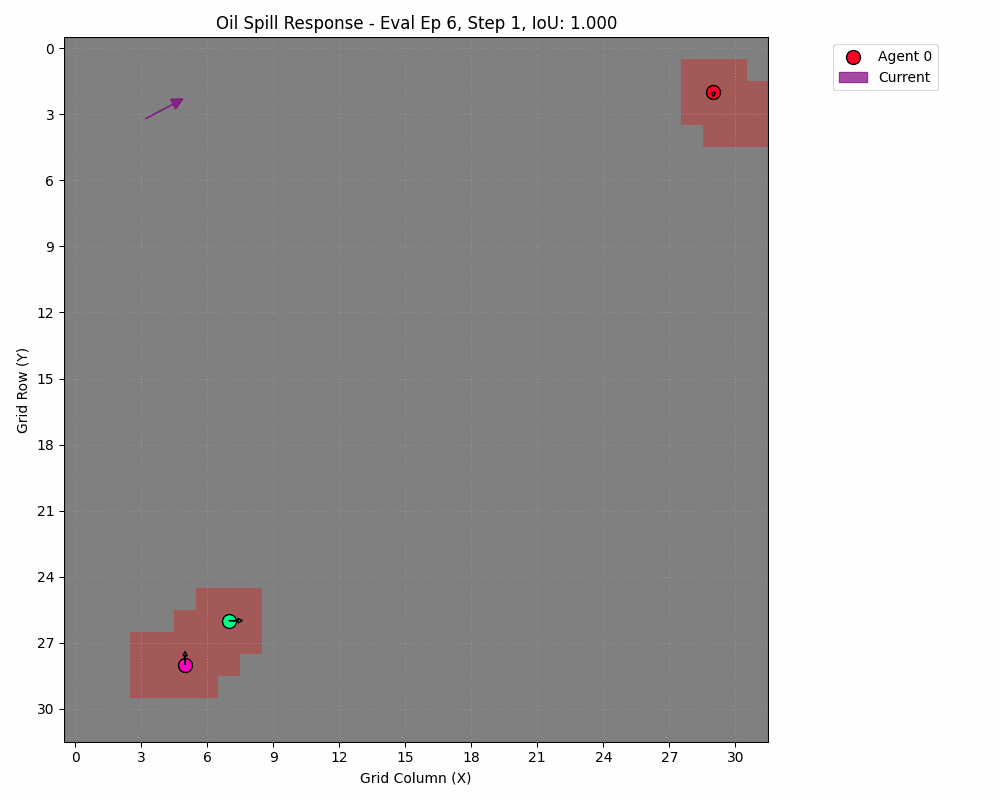 Oil Spill Response - Eval Ep 6, Step 1, IoU: 1.000
Agent 0
Current
Grid Row (Y)
0
3
6
9
12
15
18
21
24
27
30
0 3 6 9 12 15 18 21 24 27 30
Grid Column (X)